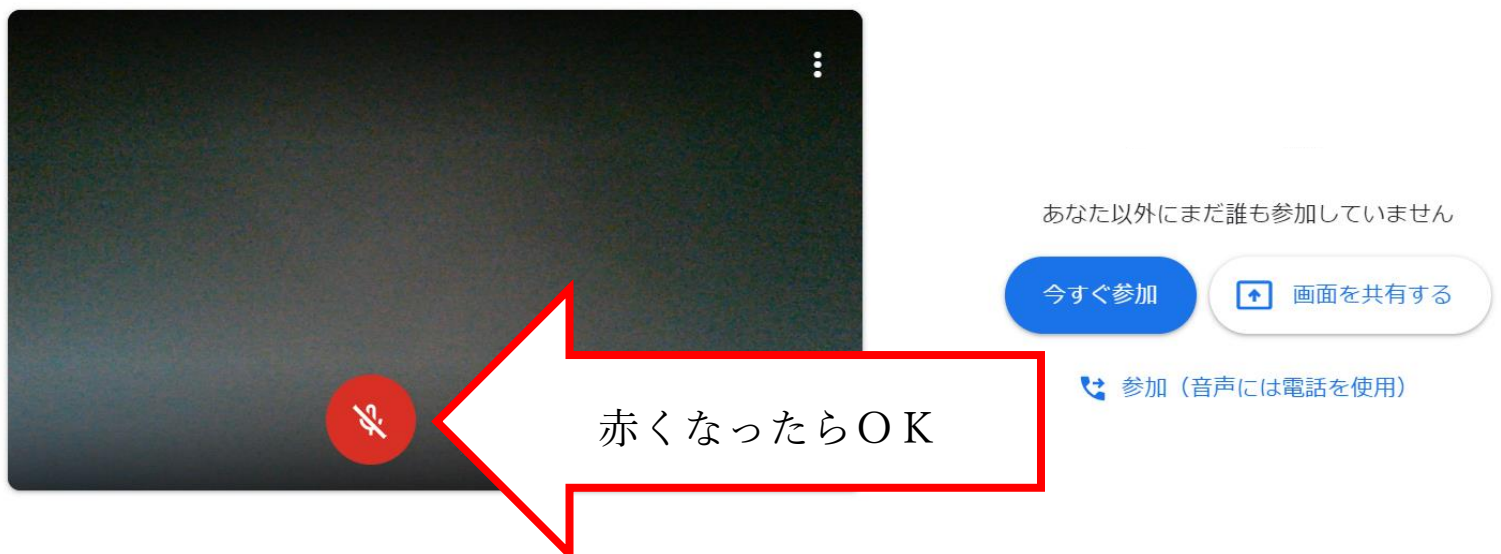 あなた以外にまだ誰も参加していません
今すぐ参加
画面を共有する
参加（音声には電話を使用）
赤くなったらＯＫ